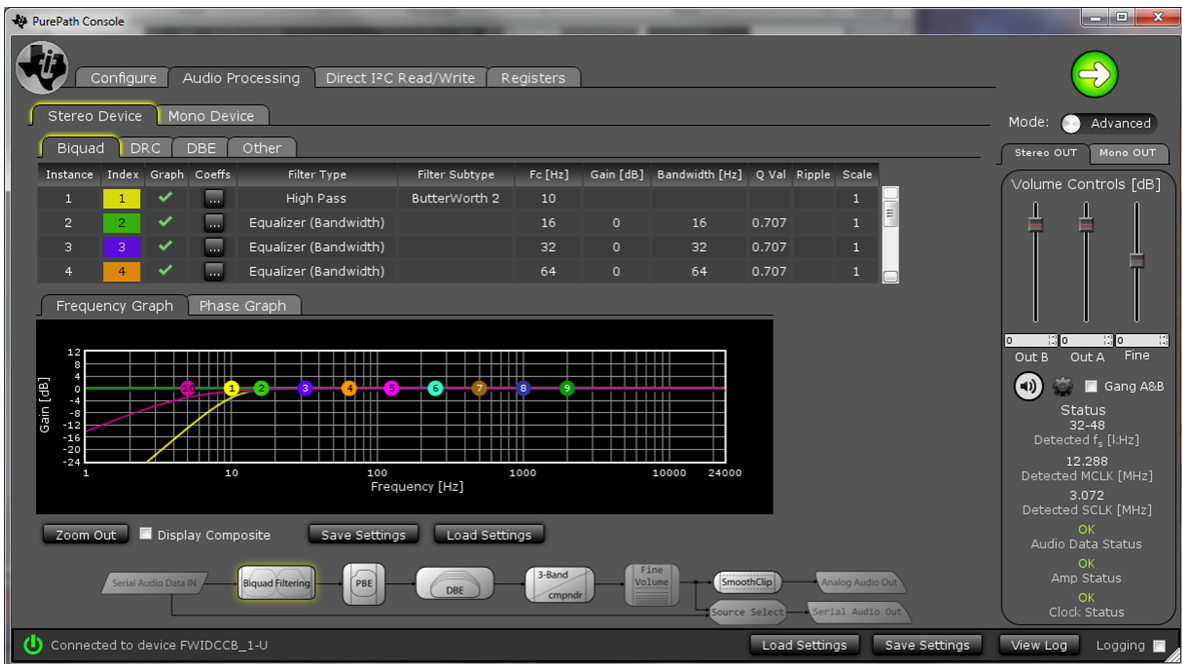 PurePath Console
Configure Audio Processing Direct I²C Read/Write Registers
Stereo Device Mono Device
Mode: Advanced
Biquad DRC DBE Other
Stereo OUT Mono OUT
Instance Index Graph Coeffs Filter Type Filter Subtype Fc [Hz] Gain [dB] Bandwidth [Hz] Q Val Ripple Scale
1 1 ... High Pass ButterWorth 2 10 1
2 2 ... Equalizer (Bandwidth) 16 0 16 0.707 1
3 3 ... Equalizer (Bandwidth) 32 0 32 0.707 1
4 4 ... Equalizer (Bandwidth) 64 0 64 0.707 1
Volume Controls [dB]
0 0 0
Out B Out A Fine
Gang A&B
Status
32-48
Detected fs [kHz]
12.288
Detected MCLK [MHz]
3.072
Detected SCLK [MHz]
OK
Audio Data Status
OK
Amp Status
OK
Clock Status
Frequency Graph Phase Graph
Gain [dB]
12
8
4
0
-4
-8
-12
-16
-20
-24
10 1 2 3 4 5 6 7 8 9
1 10 100 1000 10000 24000
Frequency [Hz]
Zoom Out Display Composite Save Settings Load Settings
Serial Audio Data IN Biquad Filtering PBE DBE 3-Band cmpndr Fine Volume SmoothClip Analog Audio Out
Source Select Serial Audio Out
Connected to device FWIDCCB_1-U Load Settings Save Settings View Log Logging